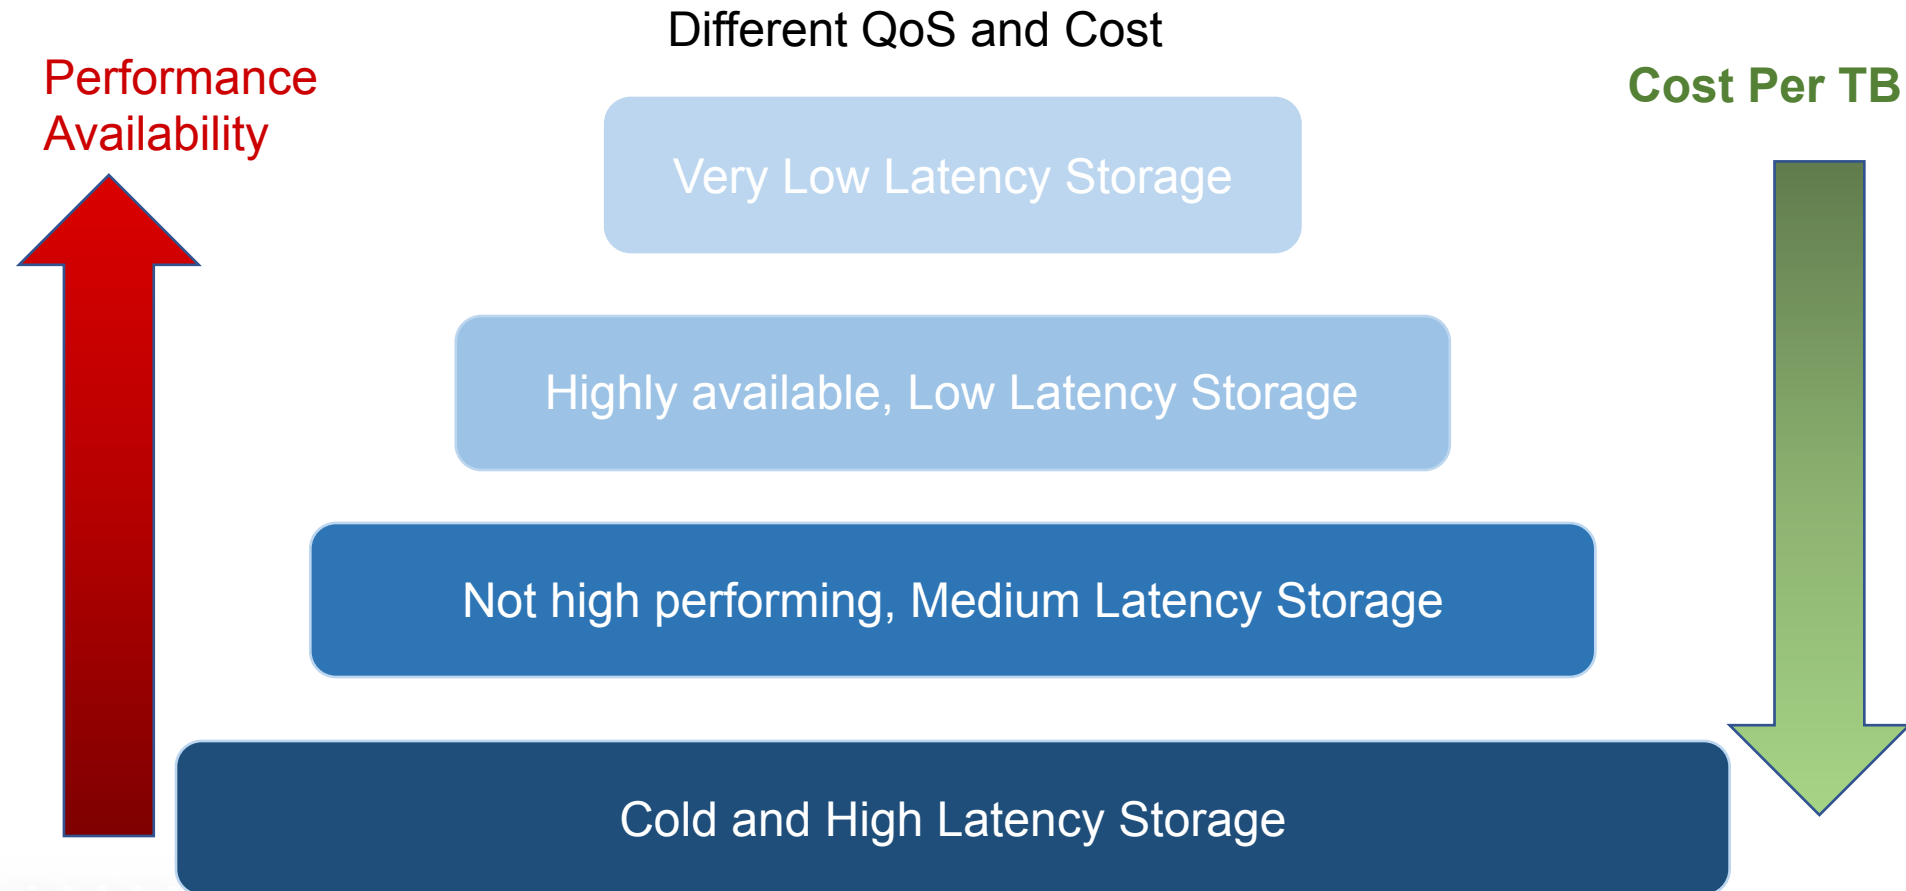 Different QoS and Cost
Performance
Availability
Cost Per TB
Very Low Latency Storage
Highly available, Low Latency Storage
Not high performing, Medium Latency Storage
Cold and High Latency Storage